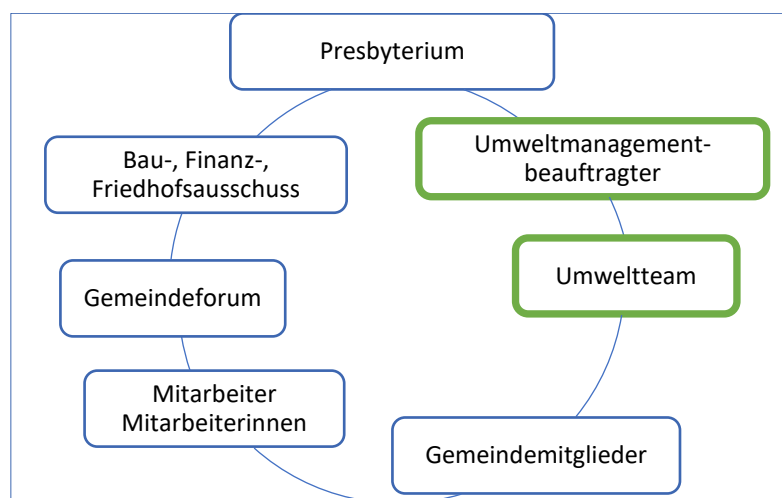 Presbyterium
Umweltmanagement-
beauftragter
Bau-, Finanz-,
Friedhofsausschuss
Umweltteam
Gemeindeforum
Mitarbeiter
Mitarbeiterinnen
Gemeindemitglieder